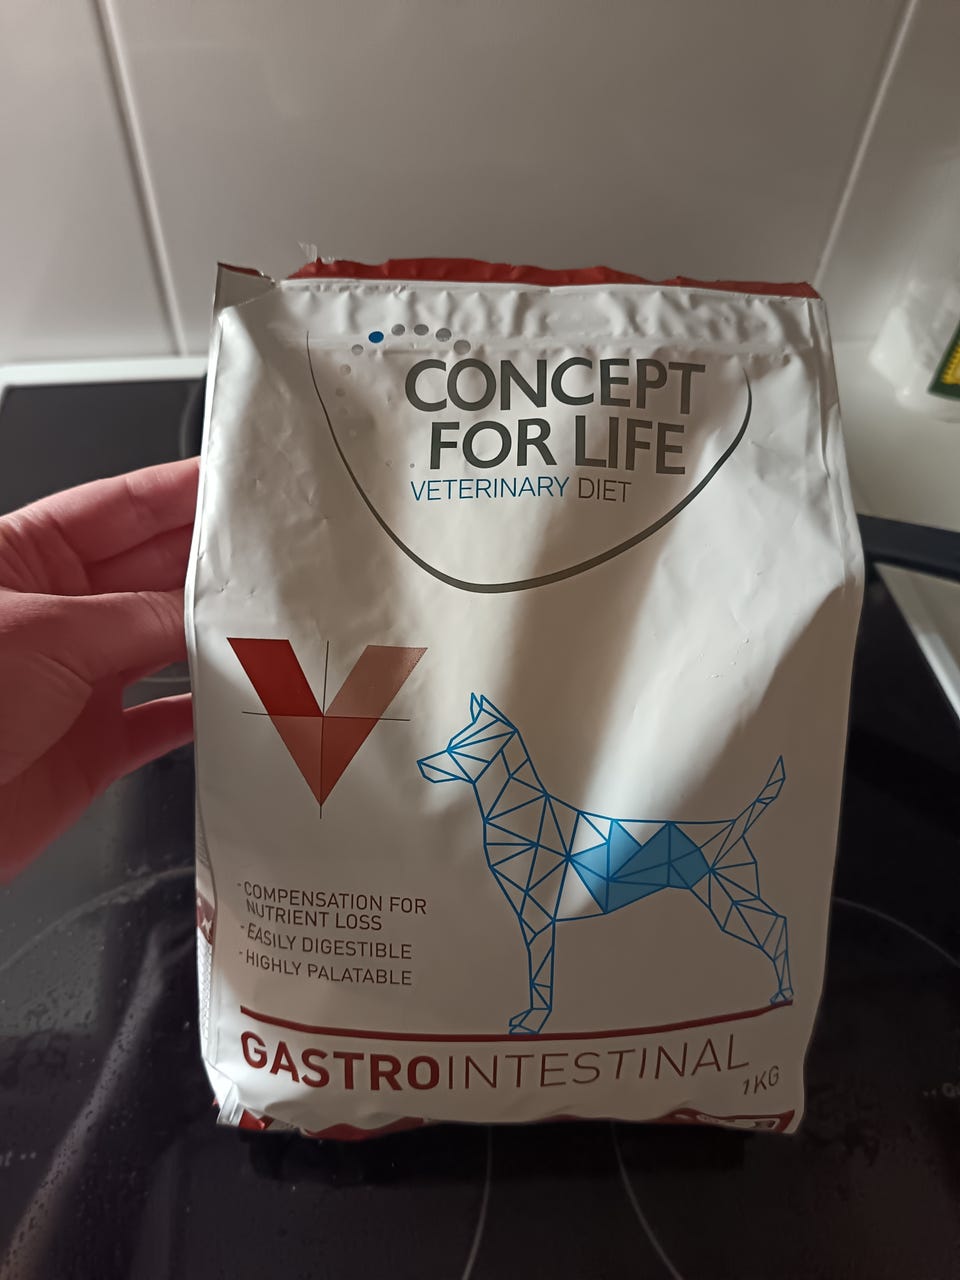 CONCEPT
FOR LIFE
VETERINARY DIET
V
- COMPENSATION FOR
NUTRIENT LOSS
- EASILY DIGESTIBLE
- HIGHLY PALATABLE
GASTROINTESTINAL
1KG